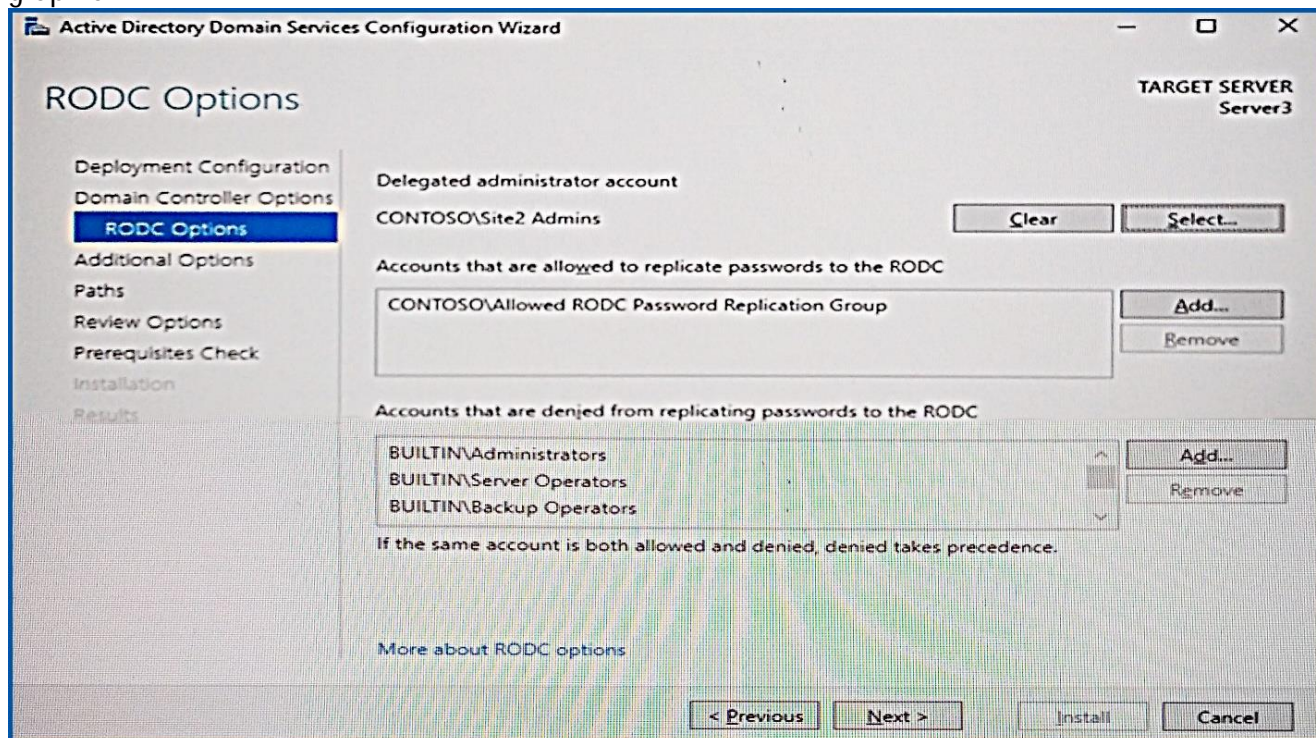 Active Directory Domain Services Configuration Wizard
RODC Options
TARGET SERVER
Server3
Deployment Configuration
Domain Controller Options
RODC Options
Additional Options
Paths
Review Options
Prerequisites Check
Installation
Results
Delegated administrator account
CONTOSO\Site2 Admins
Clear
Select...
Accounts that are allowed to replicate passwords to the RODC
CONTOSO\Allowed RODC Password Replication Group
Add...
Remove
Accounts that are denied from replicating passwords to the RODC
BUILTIN\Administrators
BUILTIN\Server Operators
BUILTIN\Backup Operators
Add...
Remove
If the same account is both allowed and denied, denied takes precedence.
More about RODC options
< Previous
Next >
Install
Cancel